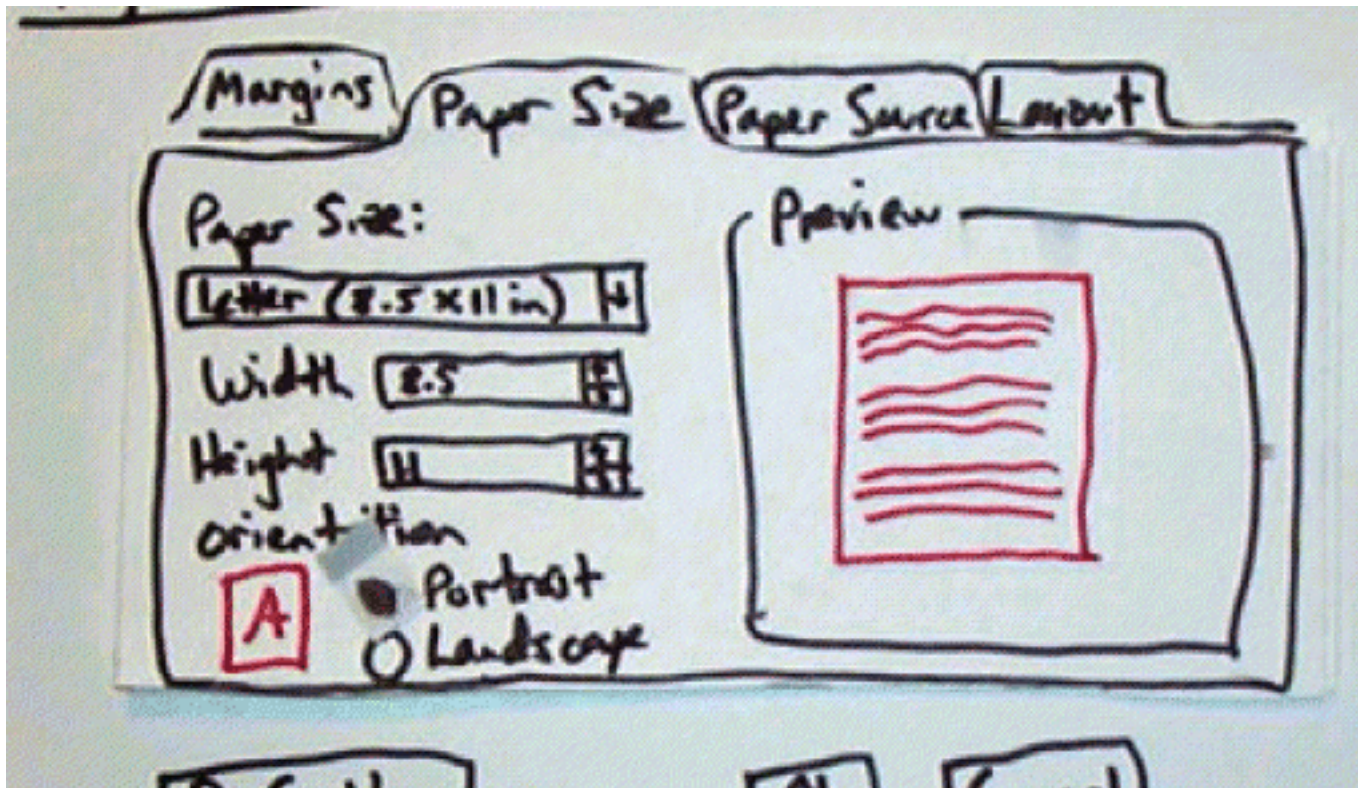 Margins Paper Size Paper Source Layout
Paper Size:
Preview
Letter (8.5 x 11 in)
Width 8.5
Height 11
orientation
A
Portrait
Landscape
Cancel